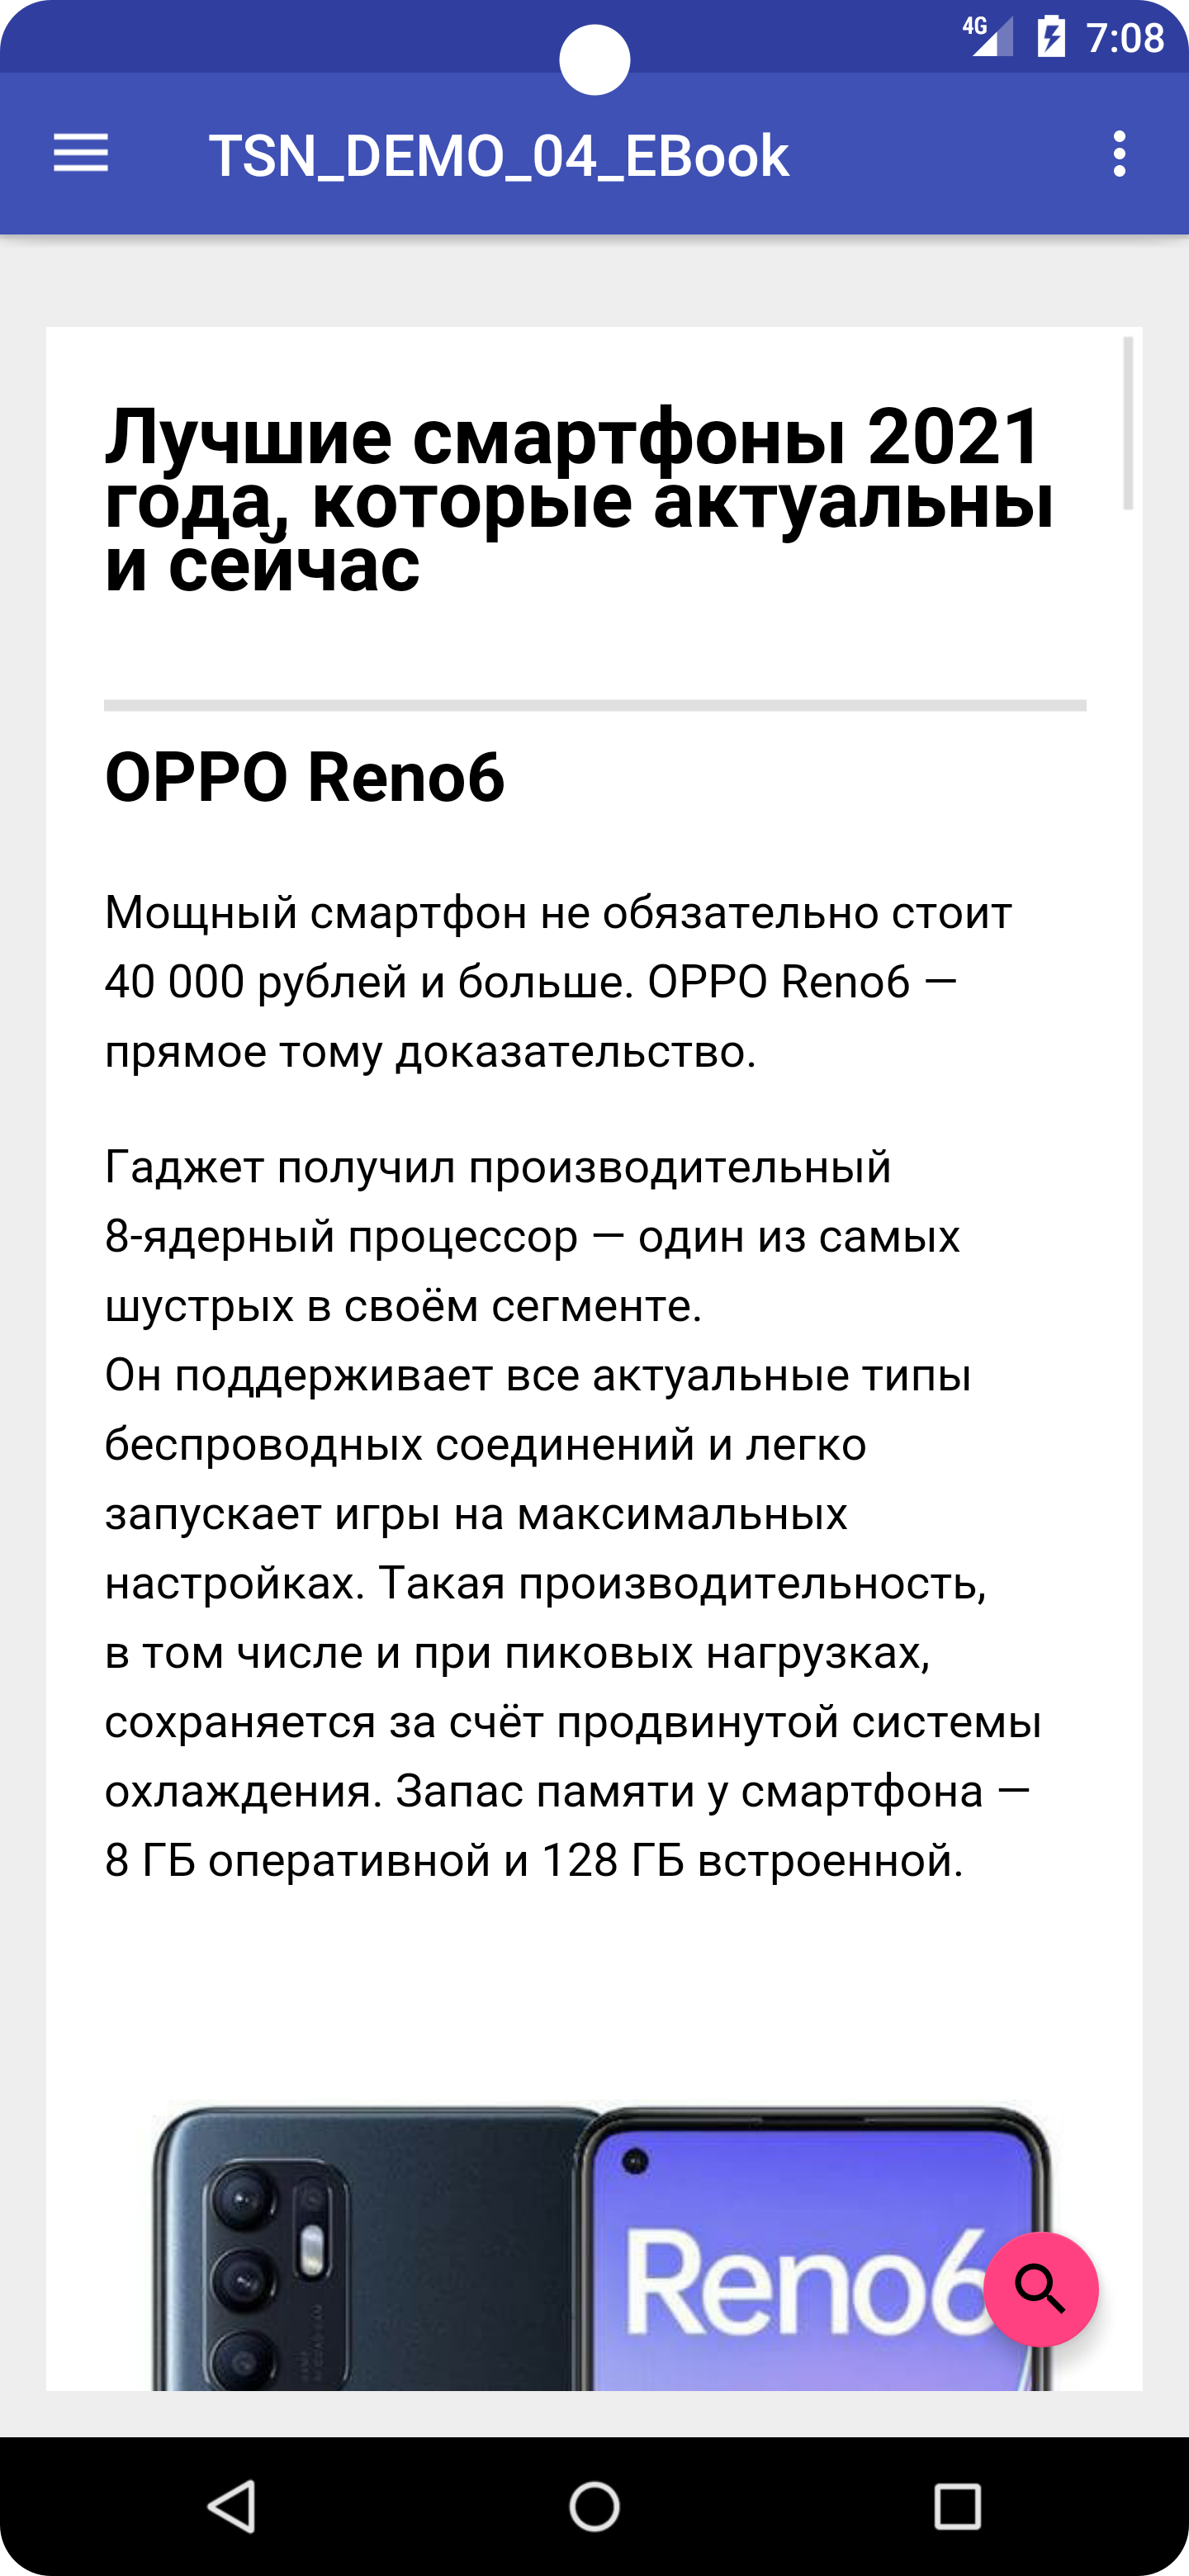 4G 7:08
TSN_DEMO_04_EBook
Лучшие смартфоны 2021
года, которые актуальны
и сейчас
OPPO Reno6
Мощный смартфон не обязательно стоит
40 000 рублей и больше. OPPO Reno6 —
прямое тому доказательство.
Гаджет получил производительный
8-ядерный процессор — один из самых
шустрых в своём сегменте.
Он поддерживает все актуальные типы
беспроводных соединений и легко
запускает игры на максимальных
настройках. Такая производительность,
в том числе и при пиковых нагрузках,
сохраняется за счёт продвинутой системы
охлаждения. Запас памяти у смартфона —
8 ГБ оперативной и 128 ГБ встроенной.
Reno6